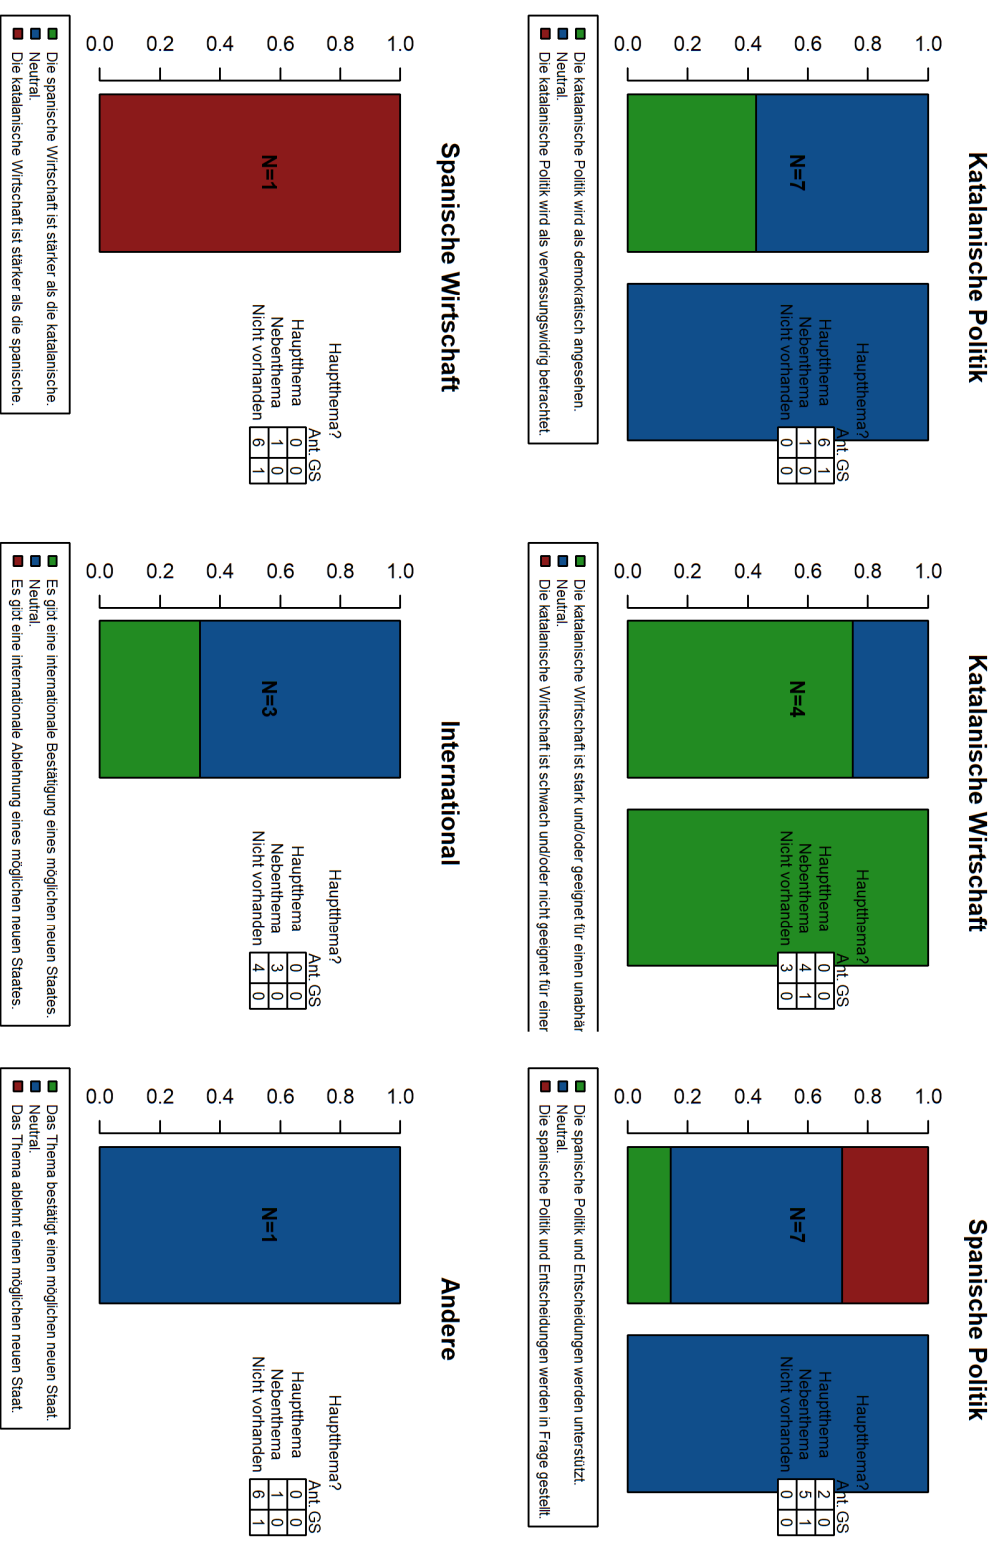 Katalanische Politik
1.0
0.8
0.6
0.4
0.2
0.0
N=7
Hauptthema?
Ant. GS
Hauptthema 6 1
Nebenthema 1 0
Nicht vorhanden 0 0
Die katalanische Politik wird als demokratisch angesehen.
Neutral.
Die katalanische Politik wird als vervassungswidrig betrachtet.
Katalanische Wirtschaft
1.0
0.8
0.6
0.4
0.2
0.0
N=4
Hauptthema?
Ant. GS
Hauptthema 0 0
Nebenthema 4 1
Nicht vorhanden 3 0
Die katalanische Wirtschaft ist stark und/oder geeignet für einen unabhär
Neutral.
Die katalanische Wirtschaft ist schwach und/oder nicht geeignet für einer
Spanische Politik
1.0
0.8
0.6
0.4
0.2
0.0
N=7
Hauptthema?
Ant. GS
Hauptthema 2 0
Nebenthema 5 1
Nicht vorhanden 0 0
Die spanische Politik und Entscheidungen werden unterstützt.
Neutral.
Die spanische Politik und Entscheidungen werden in Frage gestellt.
Spanische Wirtschaft
1.0
0.8
0.6
0.4
0.2
0.0
N=1
Hauptthema?
Ant. GS
Hauptthema 0 0
Nebenthema 1 0
Nicht vorhanden 6 1
Die spanische Wirtschaft ist stärker als die katalanische.
Neutral.
Die katalanische Wirtschaft ist stärker als die spanische.
International
1.0
0.8
0.6
0.4
0.2
0.0
N=3
Hauptthema?
Ant. GS
Hauptthema 0 0
Nebenthema 3 0
Nicht vorhanden 4 0
Es gibt eine internationale Bestätigung eines möglichen neuen Staates.
Neutral.
Es gibt eine internationale Ablehnung eines möglichen neuen Staates.
Andere
1.0
0.8
0.6
0.4
0.2
0.0
N=1
Hauptthema?
Ant. GS
Hauptthema 0 0
Nebenthema 1 0
Nicht vorhanden 6 1
Das Thema bestätigt einen möglichen neuen Staat.
Neutral.
Das Thema ablehnt einen möglichen neuen Staat.